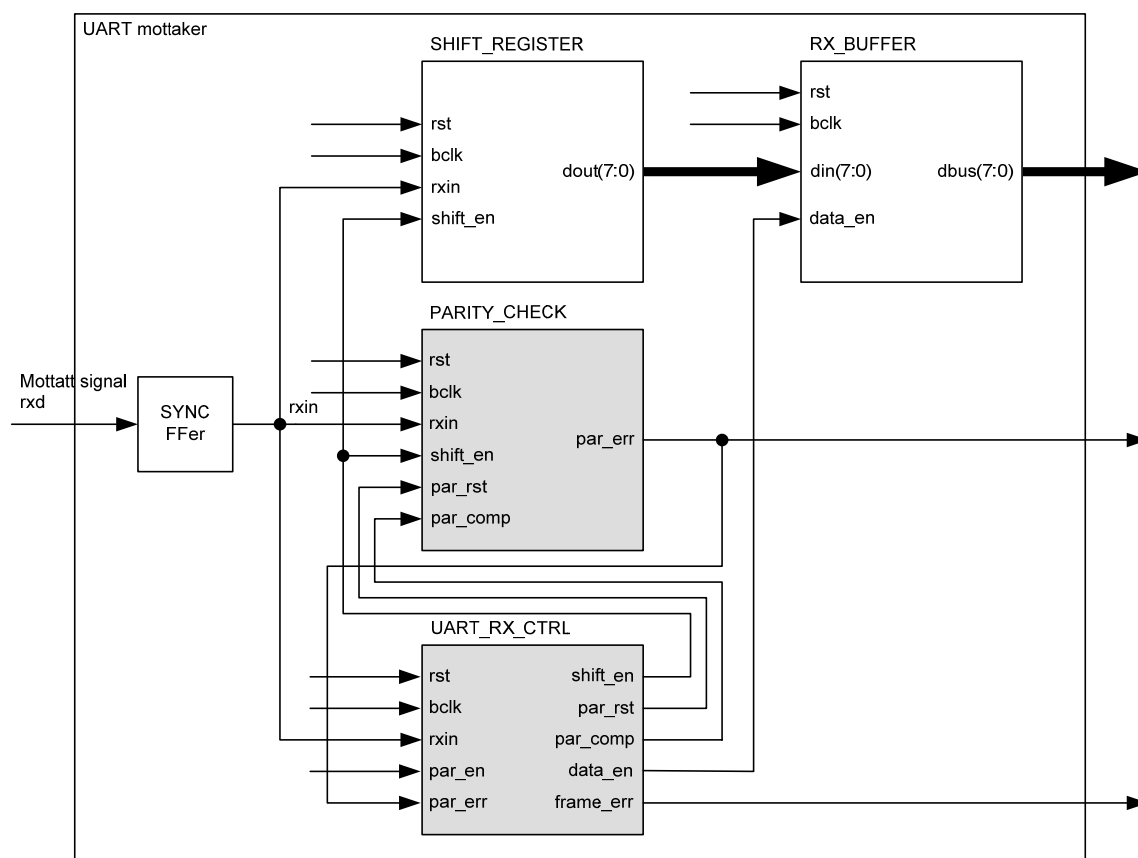 UART mottaker
SHIFT_REGISTER
rst
bclk
rxin
shift_en
dout(7:0)
RX_BUFFER
rst
bclk
din(7:0)
data_en
dbus(7:0)
Mottatt signal
rxd
SYNC
FFer
rxin
PARITY_CHECK
rst
bclk
rxin
shift_en
par_rst
par_comp
par_err
UART_RX_CTRL
rst
bclk
rxin
par_en
par_err
shift_en
par_rst
par_comp
data_en
frame_err